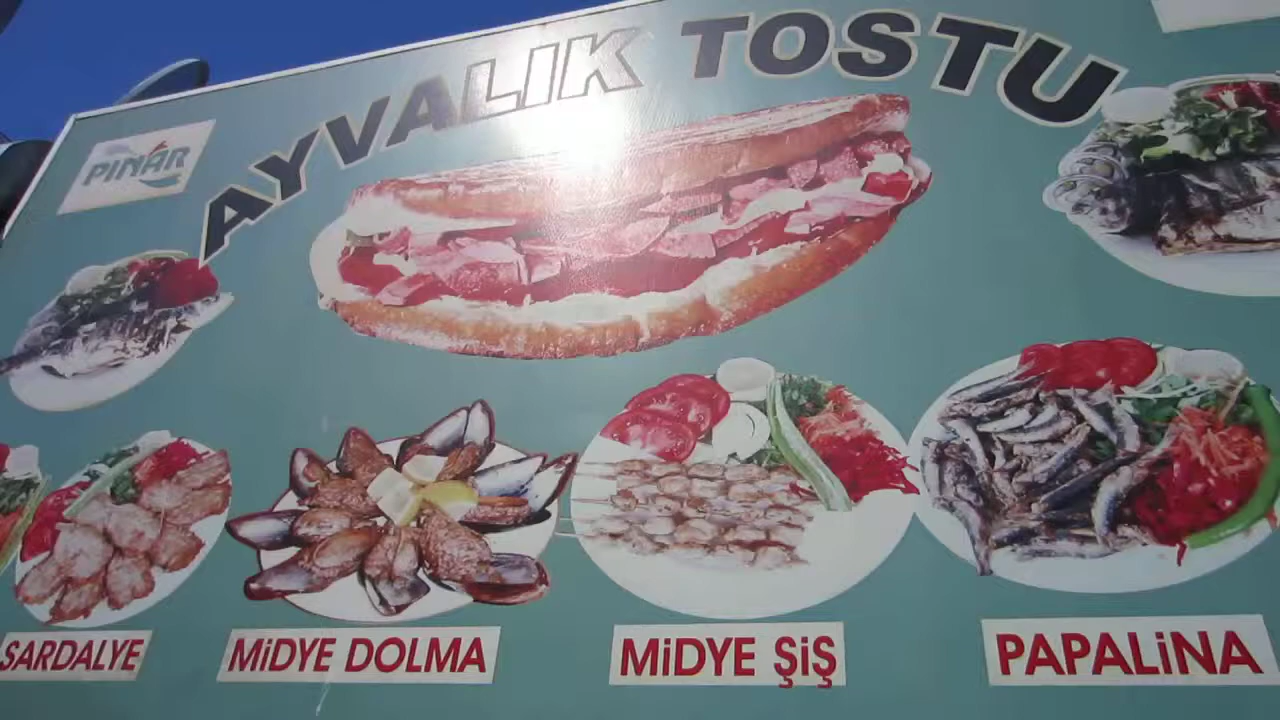 AYVALIK TOSTU
PINAR
SARDALYE
MiDYE DOLMA
MiDYE ŞiŞ
PAPALiNA